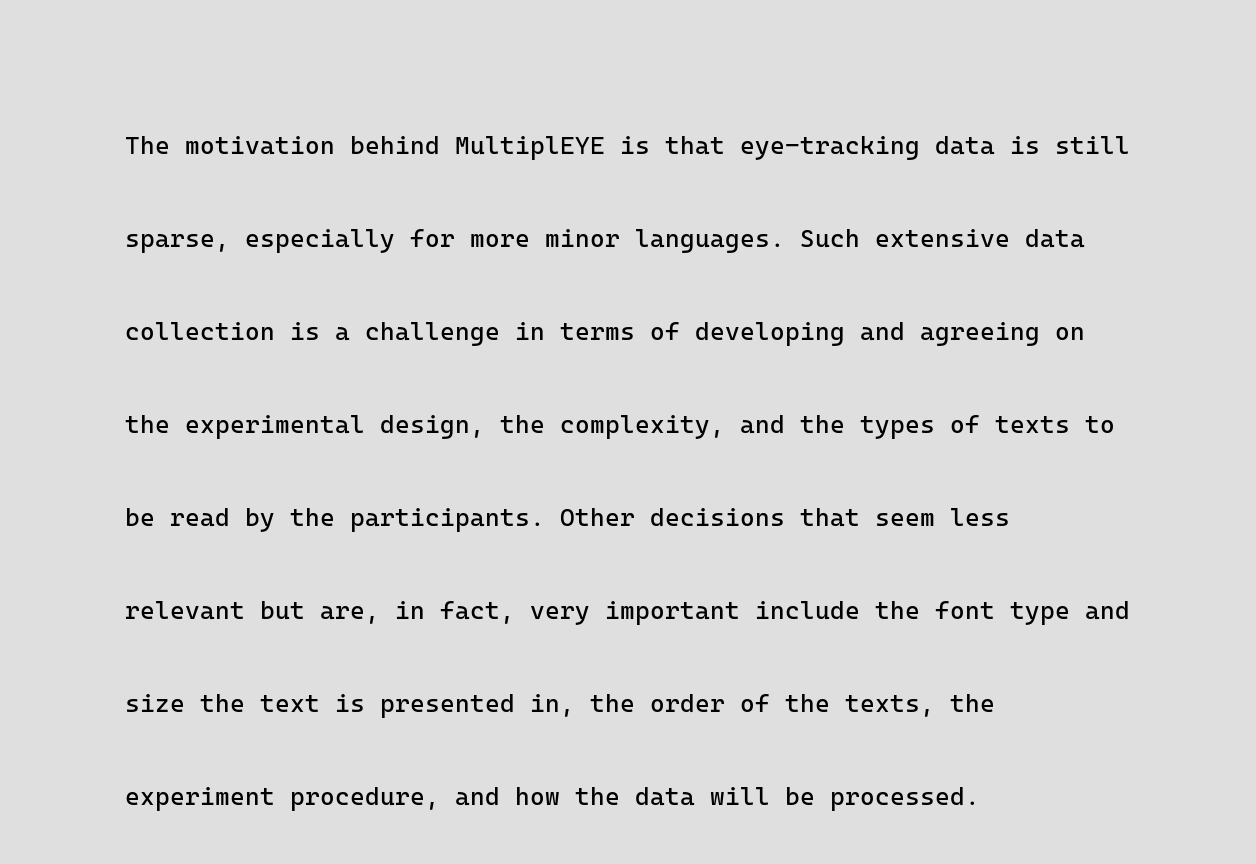 The motivation behind MultiplEYE is that eye-tracking data is still
sparse, especially for more minor languages. Such extensive data
collection is a challenge in terms of developing and agreeing on
the experimental design, the complexity, and the types of texts to
be read by the participants. Other decisions that seem less
relevant but are, in fact, very important include the font type and
size the text is presented in, the order of the texts, the
experiment procedure, and how the data will be processed.